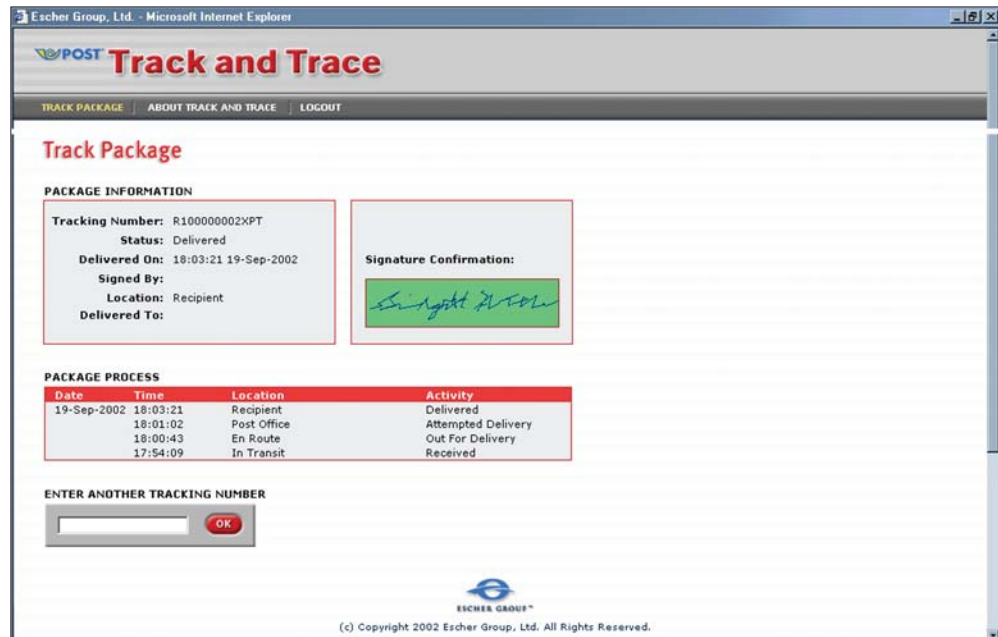 Escher Group, Ltd. - Microsoft Internet Explorer
POST Track and Trace
TRACK PACKAGE ABOUT TRACK AND TRACE LOGOUT
Track Package
PACKAGE INFORMATION
Tracking Number: R100000002XPT
Status: Delivered
Delivered On: 18:03:21 19-Sep-2002
Signed By:
Location: Recipient
Delivered To:
Signature Confirmation:
PACKAGE PROCESS
Date Time Location Activity
19-Sep-2002 18:03:21 Recipient Delivered
18:01:02 Post Office Attempted Delivery
18:00:43 En Route Out For Delivery
17:54:09 In Transit Received
ENTER ANOTHER TRACKING NUMBER
OK
ESCHER GROUP™
(c) Copyright 2002 Escher Group, Ltd. All Rights Reserved.